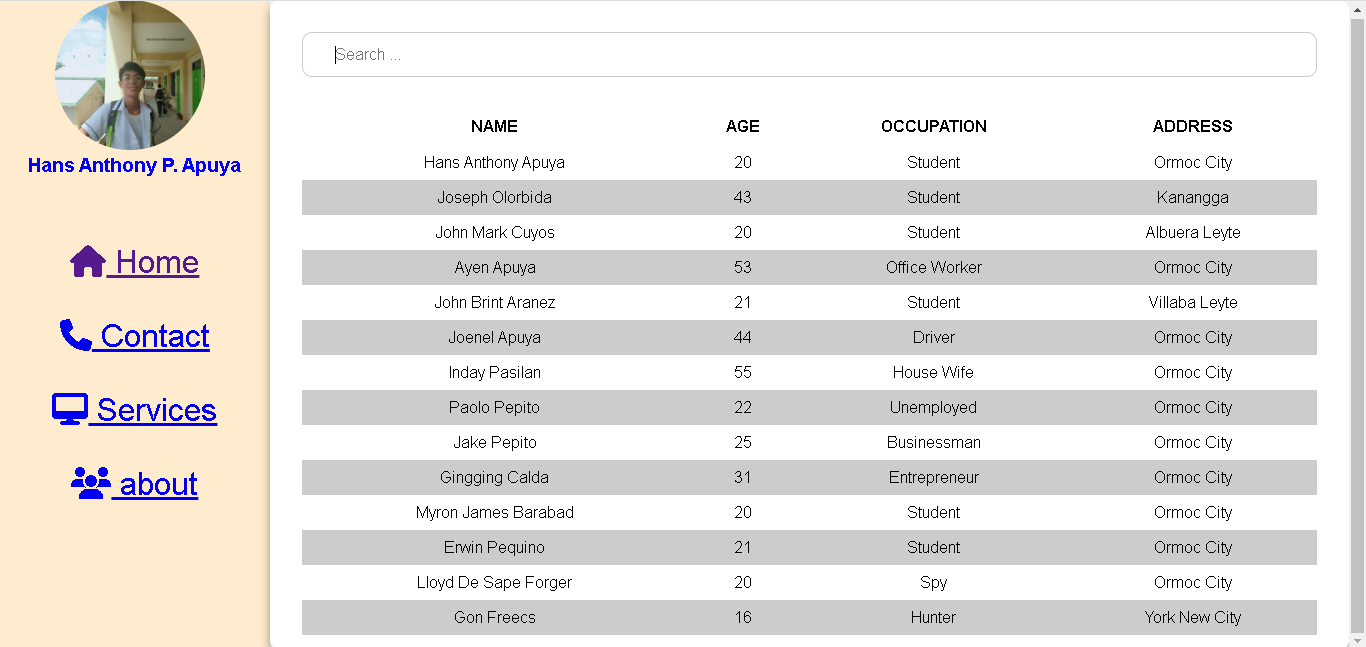 Hans Anthony P. Apuya
Home
Contact
Services
about
Search ...
NAME AGE OCCUPATION ADDRESS
Hans Anthony Apuya 20 Student Ormoc City
Joseph Olorbida 43 Student Kanangga
John Mark Cuyos 20 Student Albuera Leyte
Ayen Apuya 53 Office Worker Ormoc City
John Brint Aranez 21 Student Villaba Leyte
Joenel Apuya 44 Driver Ormoc City
Inday Pasilan 55 House Wife Ormoc City
Paolo Pepito 22 Unemployed Ormoc City
Jake Pepito 25 Businessman Ormoc City
Gingging Calda 31 Entrepreneur Ormoc City
Myron James Barabad 20 Student Ormoc City
Erwin Pequino 21 Student Ormoc City
Lloyd De Sape Forger 20 Spy Ormoc City
Gon Freecs 16 Hunter York New City